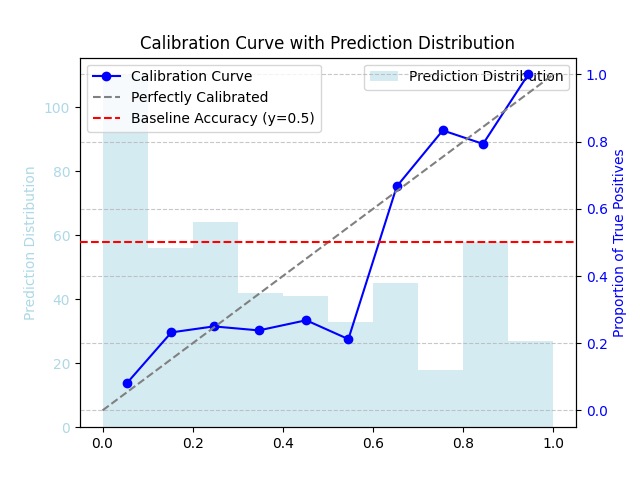 Calibration Curve with Prediction Distribution
Calibration Curve
Perfectly Calibrated
Baseline Accuracy (y=0.5)
Prediction Distribution
Prediction Distribution
100
80
60
40
20
0
1.0
0.8
0.6
0.4
0.2
0.0
Proportion of True Positives
0.0 0.2 0.4 0.6 0.8 1.0